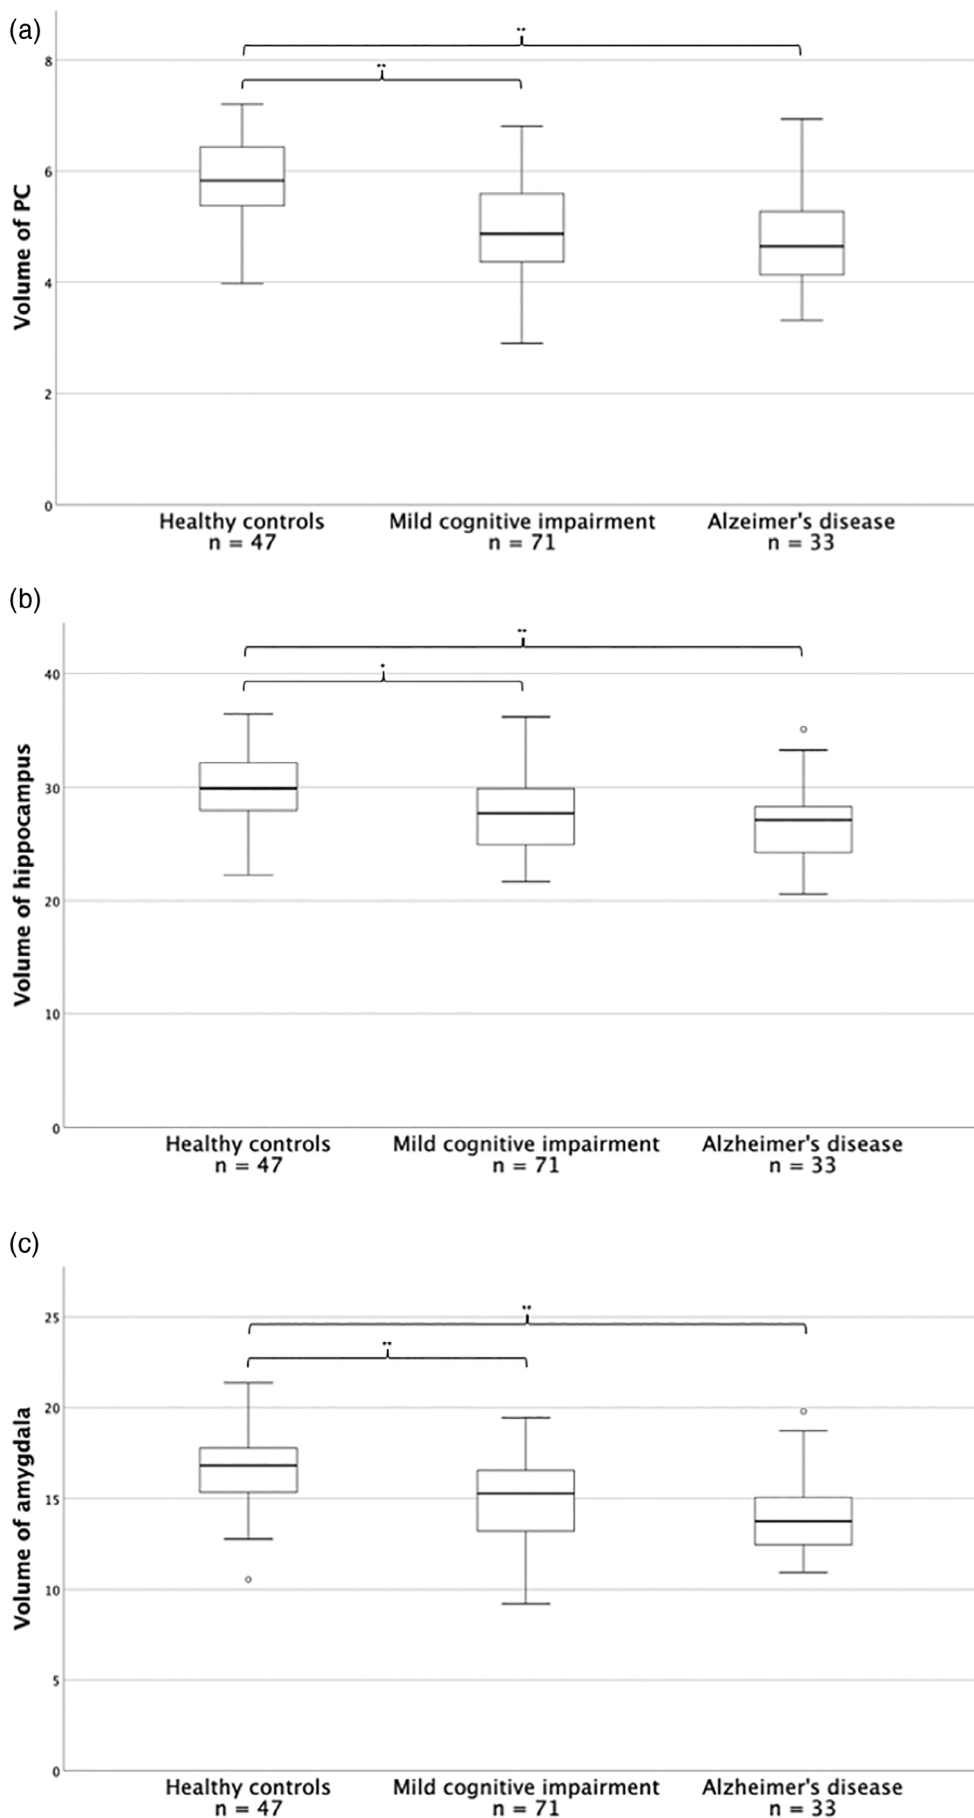 (a)
**
8
**
6
Volume of PC
4
2
0
Healthy controls
n = 47
Mild cognitive impairment
n = 71
Alzeimer's disease
n = 33
(b)
**
40
*
30
Volume of hippocampus
20
10
0
Healthy controls
n = 47
Mild cognitive impairment
n = 71
Alzheimer's disease
n = 33
(c)
**
25
**
20
Volume of amygdala
15
10
5
0
Healthy controls
n = 47
Mild cognitive impairment
n = 71
Alzheimer's disease
n = 33